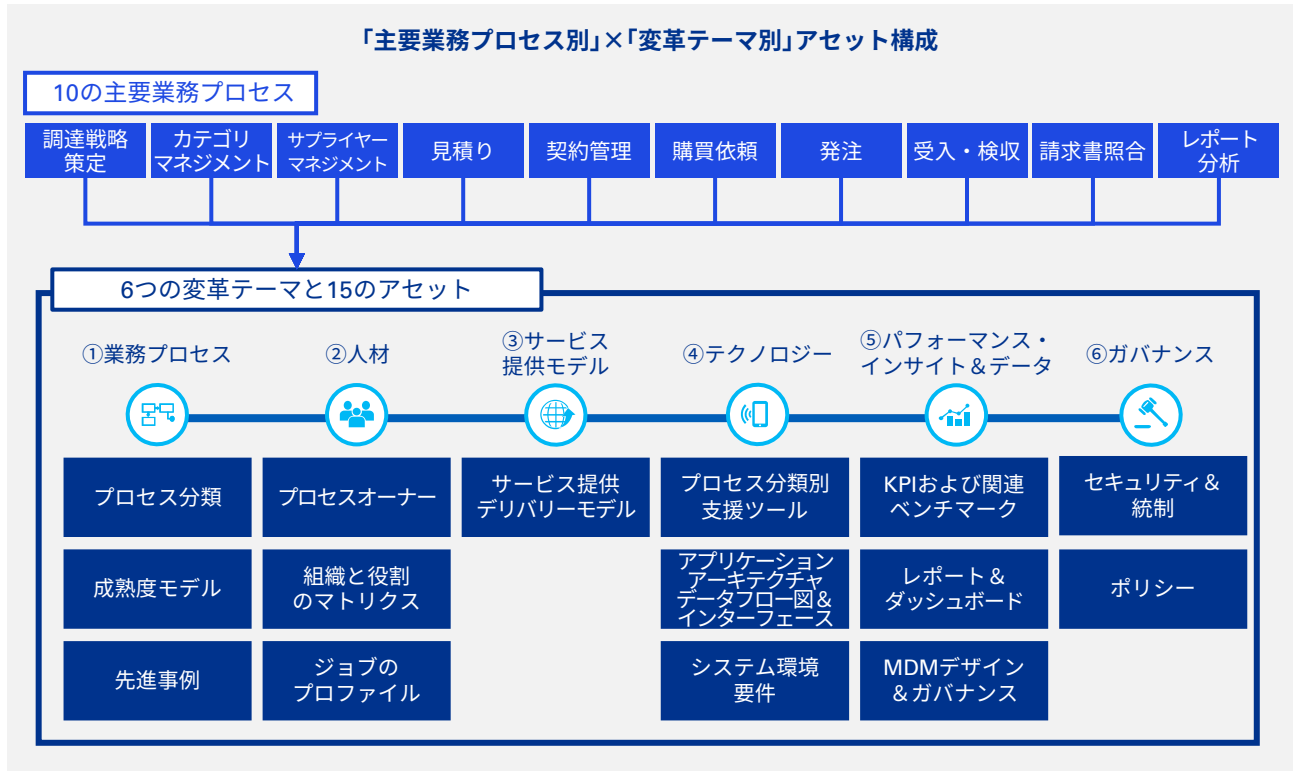 「主要業務プロセス別」×「変革テーマ別」アセット構成
10の主要業務プロセス
調達戦略
策定
カテゴリ
マネジメント
サプライヤー
マネジメント
見積り
契約管理
購買依頼
発注
受入・検収
請求書照合
レポート
分析
6つの変革テーマと15のアセット
①業務プロセス
②人材
③サービス
提供モデル
④テクノロジー
⑤パフォーマンス・
インサイト＆データ
⑥ガバナンス
プロセス分類
プロセスオーナー
サービス提供
デリバリーモデル
プロセス分類別
支援ツール
KPIおよび関連
ベンチマーク
セキュリティ＆
統制
成熟度モデル
組織と役割
のマトリクス
アプリケーション
アーキテクチャ
データフロー図＆
インターフェース
レポート＆
ダッシュボード
ポリシー
先進事例
ジョブの
プロファイル
システム環境
要件
MDMデザイン
＆ガバナンス